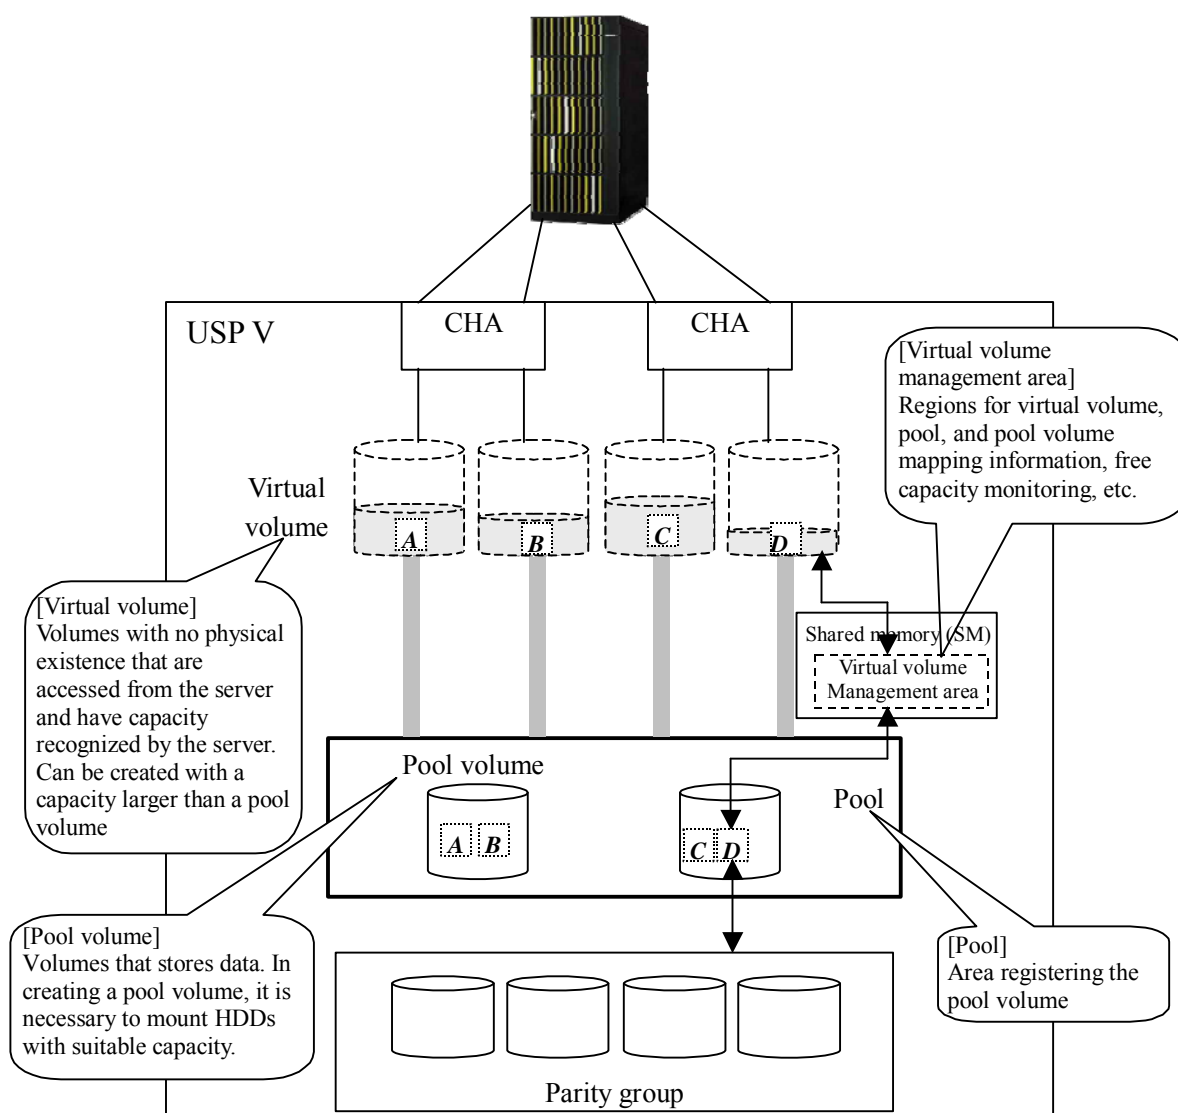 USP V
CHA
CHA
[Virtual volume
management area]
Regions for virtual volume,
pool, and pool volume
mapping information, free
capacity monitoring, etc.
Virtual
volume
A
B
C
D
[Virtual volume]
Volumes with no physical
existence that are
accessed from the server
and have capacity
recognized by the server.
Can be created with a
capacity larger than a pool
volume
Shared memory (SM)
Virtual volume
Management area
Pool volume
Pool
A B
C D
[Pool volume]
Volumes that stores data. In
creating a pool volume, it is
necessary to mount HDDs
with suitable capacity.
[Pool]
Area registering the
pool volume
Parity group